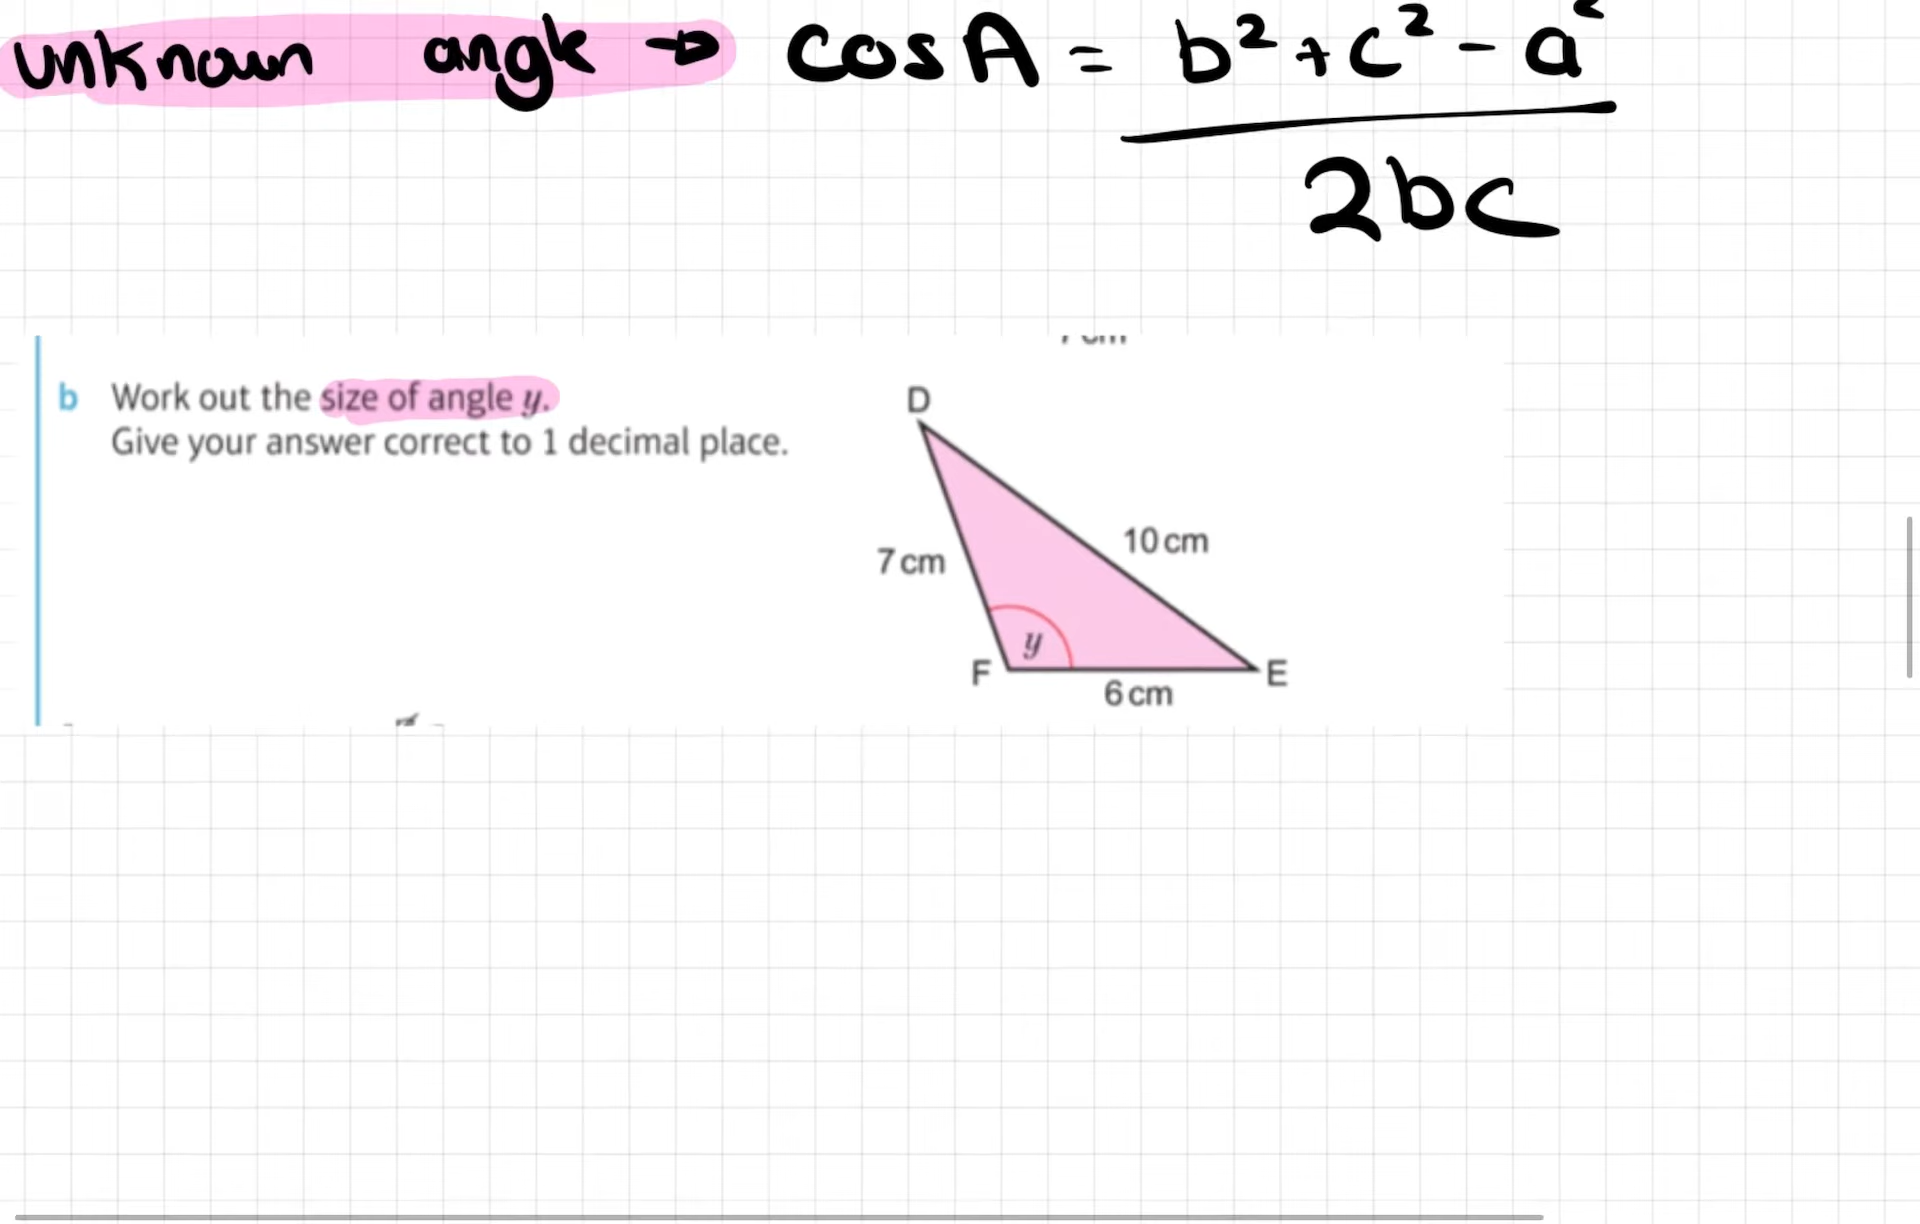 unknown angle → cos A = b² + c² - a²
2bc
b Work out the size of angle y.
Give your answer correct to 1 decimal place.
D
10 cm
7 cm
y
F
E
6 cm